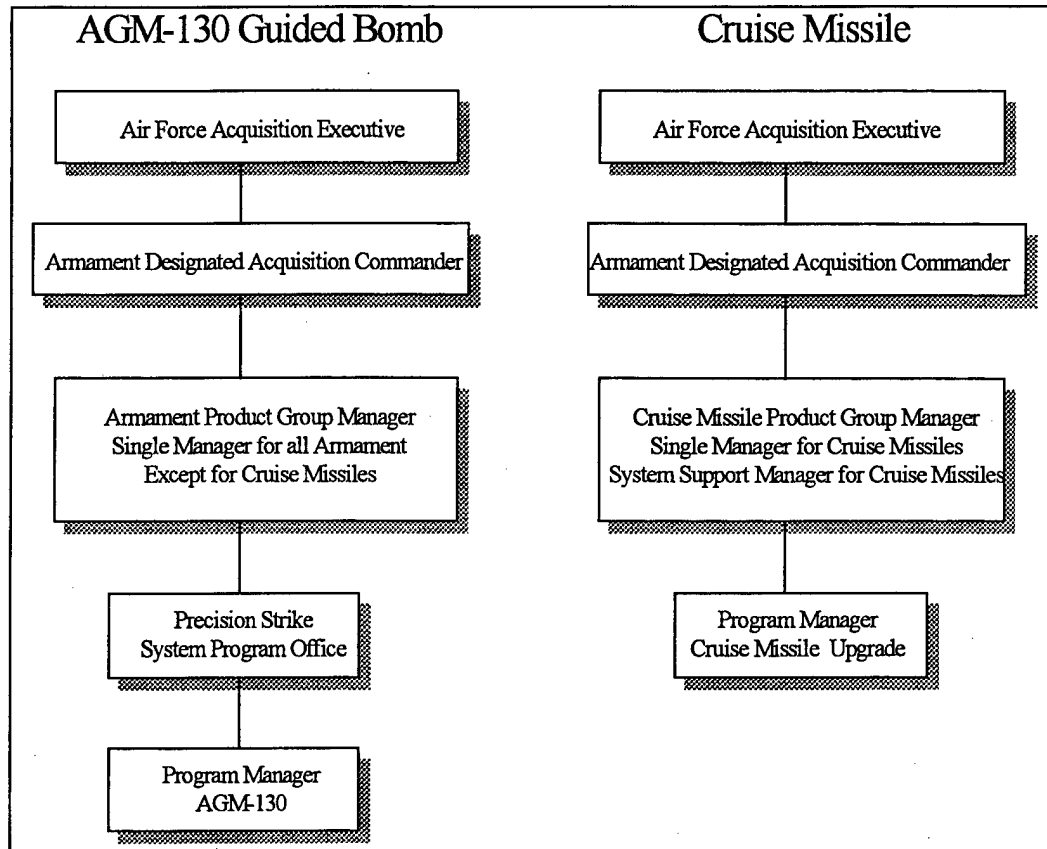 AGM-130 Guided Bomb
Air Force Acquisition Executive
Armament Designated Acquisition Commander
Armament Product Group Manager
Single Manager for all Armament
Except for Cruise Missiles
Precision Strike
System Program Office
Program Manager
AGM-130
Cruise Missile
Air Force Acquisition Executive
Armament Designated Acquisition Commander
Cruise Missile Product Group Manager
Single Manager for Cruise Missiles
System Support Manager for Cruise Missiles
Program Manager
Cruise Missile Upgrade